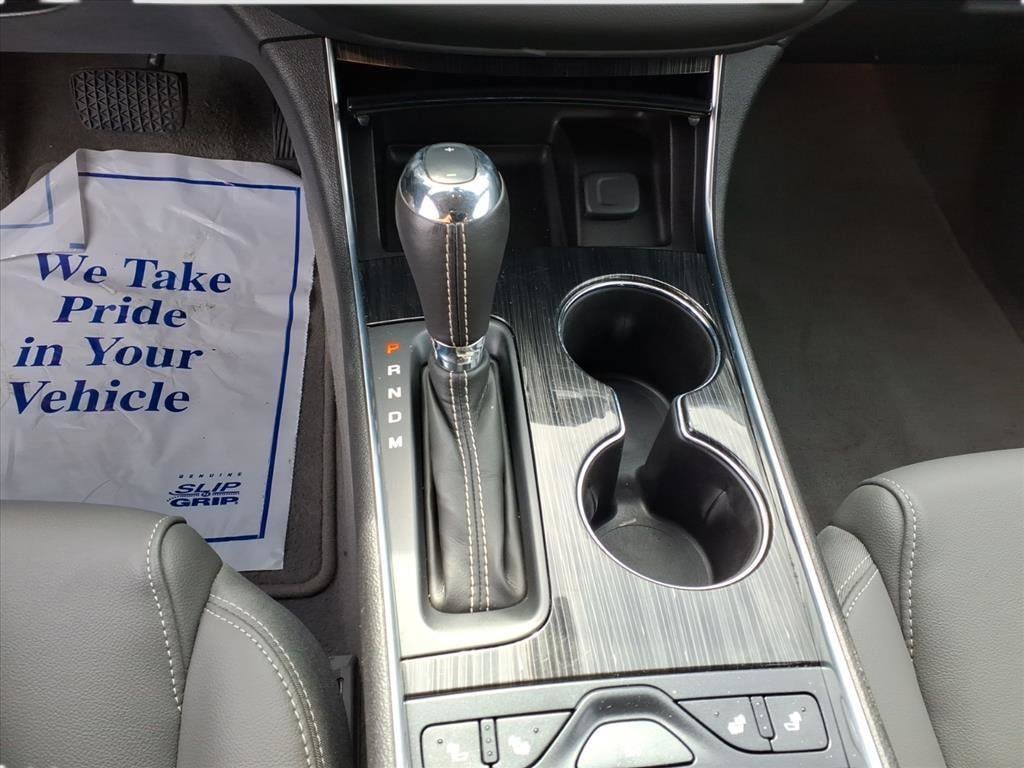 We Take
Pride
in Your
Vehicle
GENUINE
SLIP
GRIP
+
−
P
R
N
D
M